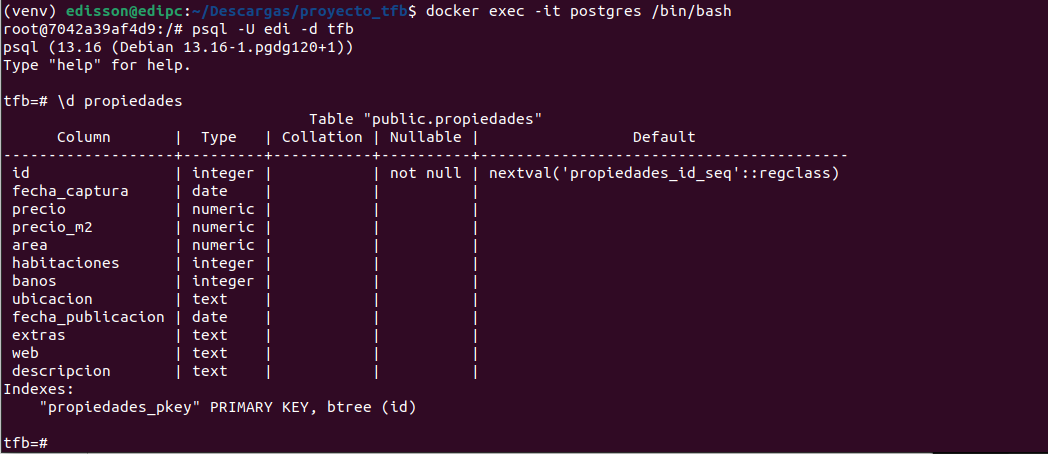 (venv) edisson@edipc:~/Descargas/proyecto_tfb$ docker exec -it postgres /bin/bash
root@7042a39af4d9:/# psql -U edi -d tfb
psql (13.16 (Debian 13.16-1.pgdg120+1))
Type "help" for help.

tfb=# \d propiedades
                                  Table "public.propiedades"
      Column       |  Type   | Collation | Nullable |                 Default
-------------------+---------+-----------+----------+-----------------------------------------
 id                | integer |           | not null | nextval('propiedades_id_seq'::regclass)
 fecha_captura     | date    |           |          |
 precio            | numeric |           |          |
 precio_m2         | numeric |           |          |
 area              | numeric |           |          |
 habitaciones      | integer |           |          |
 banos             | integer |           |          |
 ubicacion         | text    |           |          |
 fecha_publicacion | date    |           |          |
 extras            | text    |           |          |
 web               | text    |           |          |
 descripcion       | text    |           |          |
Indexes:
    "propiedades_pkey" PRIMARY KEY, btree (id)

tfb=#